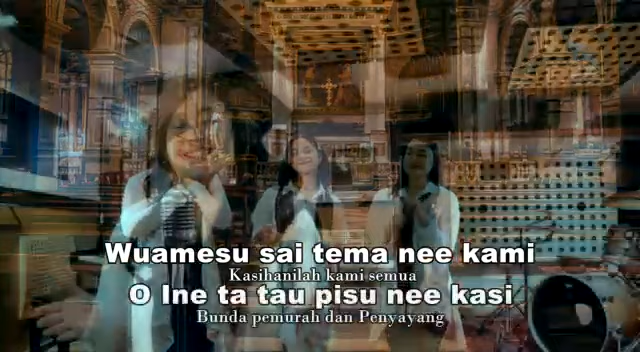 Wuamesu sai tema nee kami
Kasihanilah kami semua
O Ine ta tau pisu nee kasi
Bunda pemurah dan Penyayang